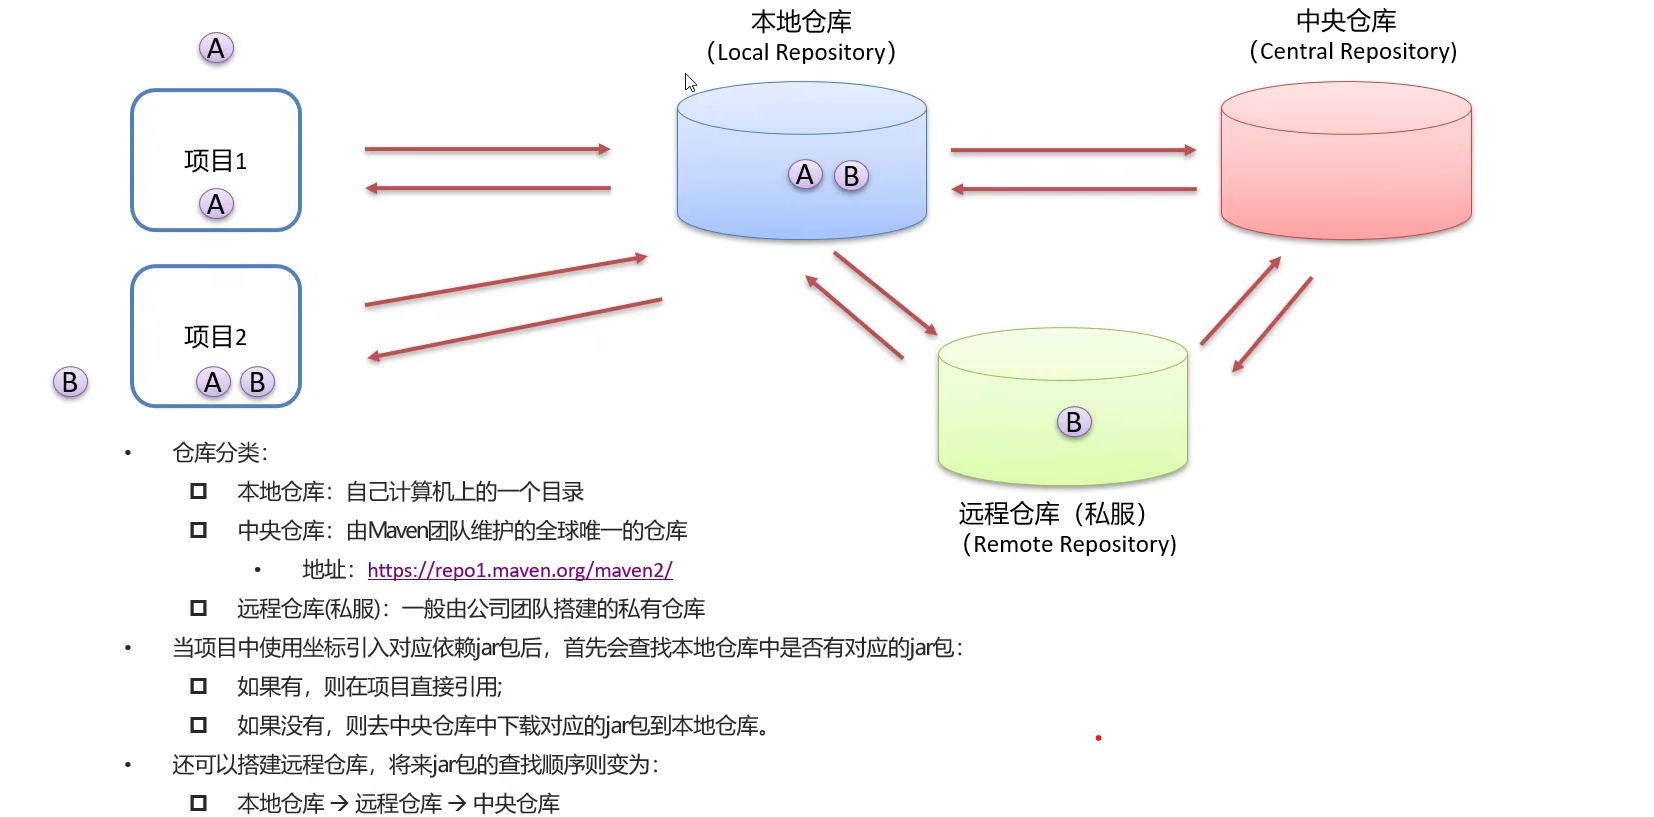 本地仓库
（Local Repository）
中央仓库
（Central Repository)
A
项目1
A
A B
项目2
A B
B
B
远程仓库（私服）
（Remote Repository)
• 仓库分类：
本地仓库：自己计算机上的一个目录
中央仓库：由Maven团队维护的全球唯一的仓库
• 地址：https://repo1.maven.org/maven2/
远程仓库(私服)：一般由公司团队搭建的私有仓库
• 当项目中使用坐标引入对应依赖jar包后，首先会查找本地仓库中是否有对应的jar包：
如果有，则在项目直接引用;
如果没有，则去中央仓库中下载对应的jar包到本地仓库。
• 还可以搭建远程仓库，将来jar包的查找顺序则变为：
本地仓库 → 远程仓库 → 中央仓库